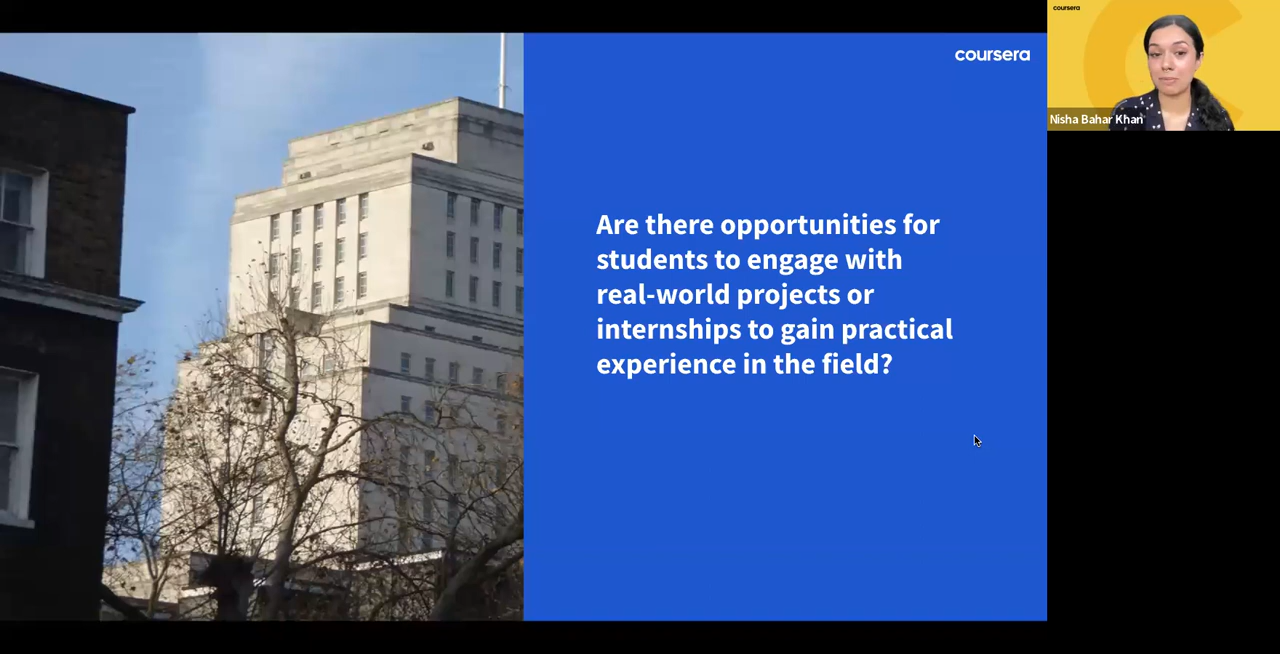 coursera
Are there opportunities for
students to engage with
real-world projects or
internships to gain practical
experience in the field?
coursera
Nisha Bahar Khan